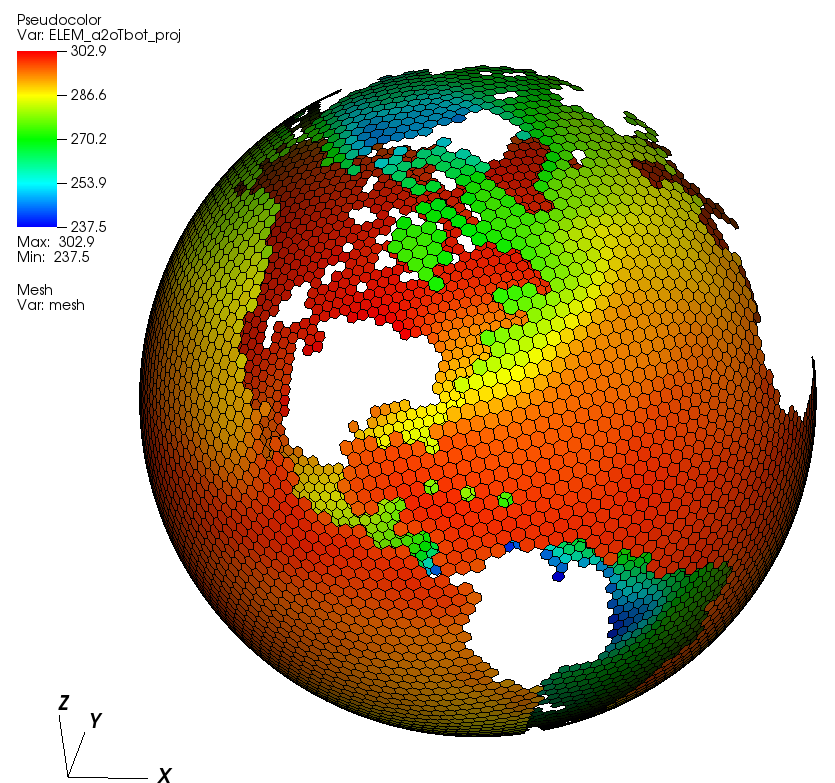 Pseudocolor
Var: ELEM_a2oTbot_proj
302.9
286.6
270.2
253.9
237.5
Max: 302.9
Min: 237.5
Mesh
Var: mesh
Z
Y
X